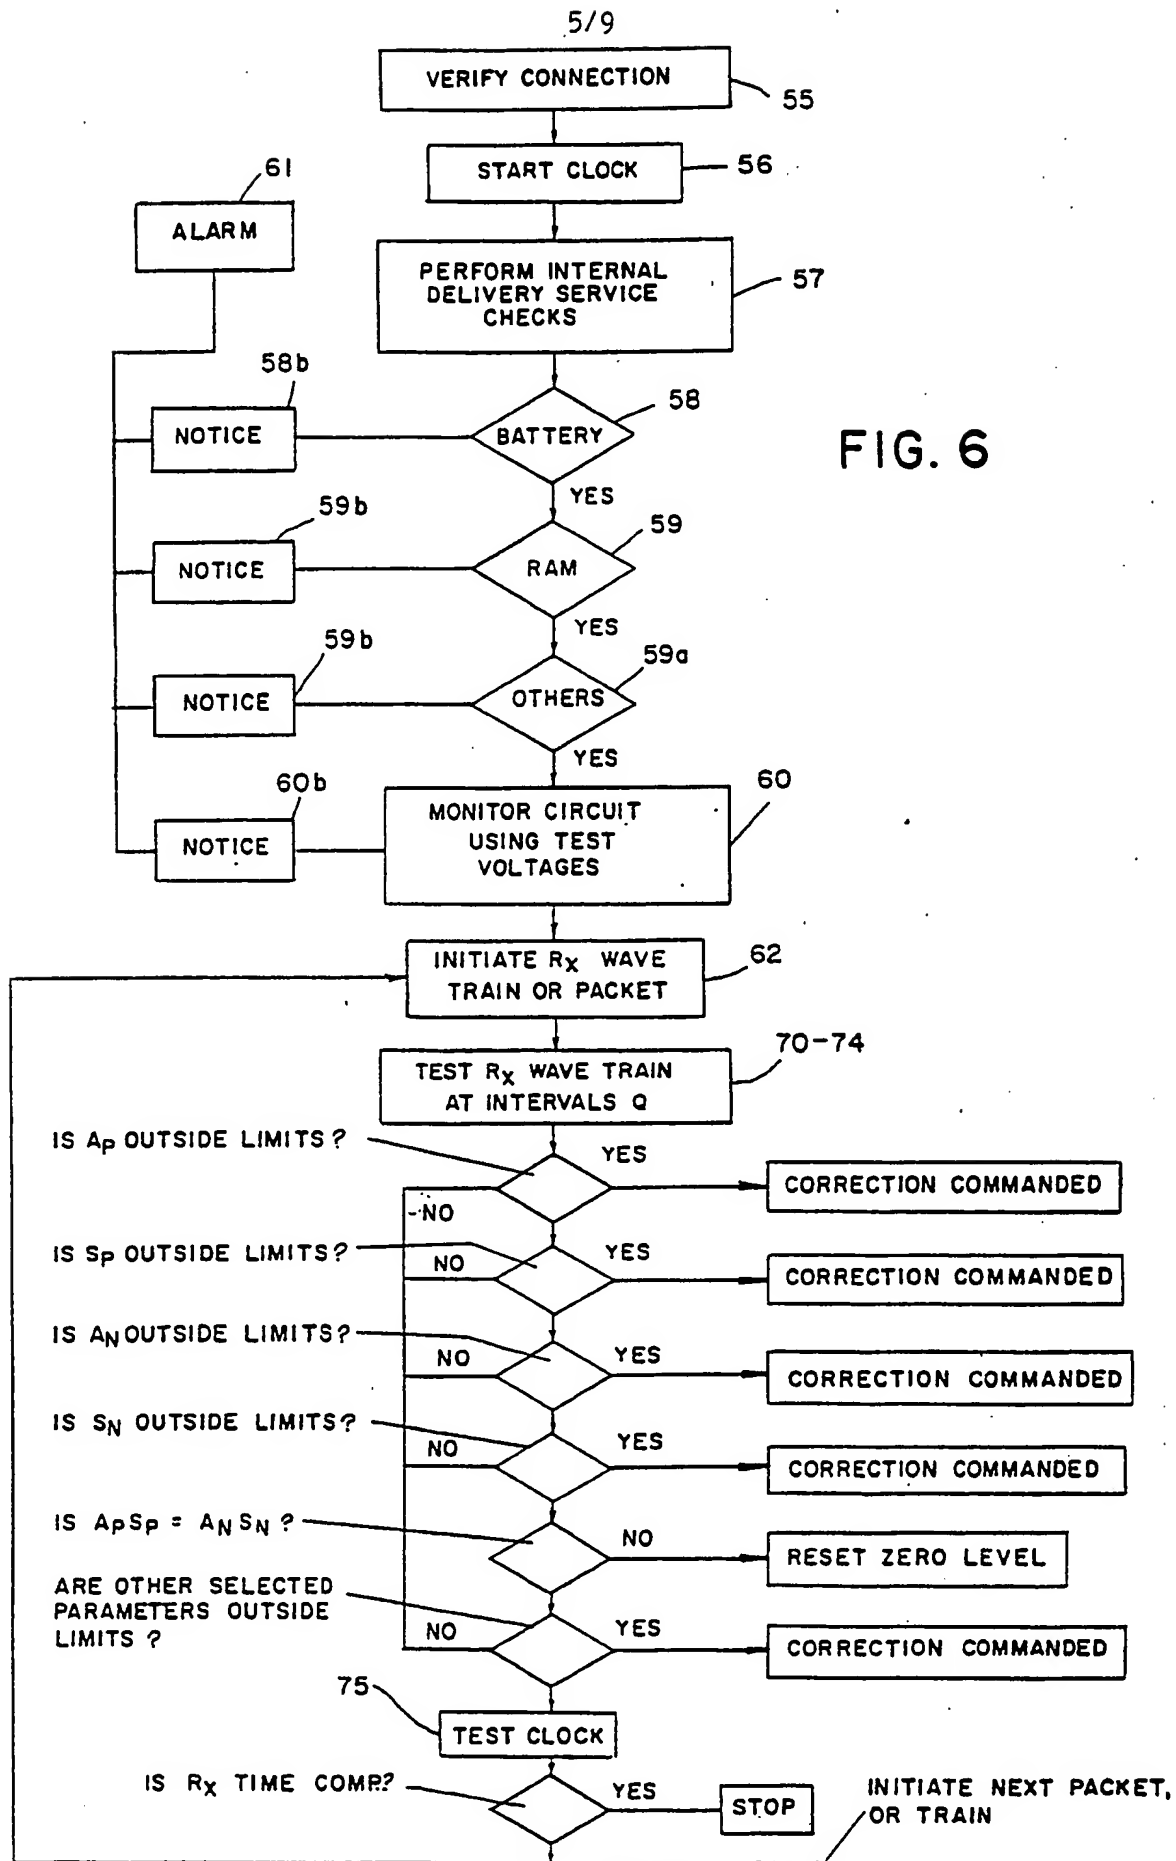 5/9
VERIFY CONNECTION
55
START CLOCK
56
61
ALARM
PERFORM INTERNAL
DELIVERY SERVICE
CHECKS
57
58b
NOTICE
BATTERY
58
FIG. 6
YES
59b
NOTICE
RAM
59
YES
59b
NOTICE
OTHERS
59a
YES
60b
NOTICE
MONITOR CIRCUIT
USING TEST
VOLTAGES
60
INITIATE RX WAVE
TRAIN OR PACKET
62
TEST RX WAVE TRAIN
AT INTERVALS Q
70-74
IS AP OUTSIDE LIMITS?
YES
CORRECTION COMMANDED
NO
IS SP OUTSIDE LIMITS?
NO
YES
CORRECTION COMMANDED
IS AN OUTSIDE LIMITS?
NO
YES
CORRECTION COMMANDED
IS SN OUTSIDE LIMITS?
NO
YES
CORRECTION COMMANDED
IS APSP = ANSN?
NO
RESET ZERO LEVEL
ARE OTHER SELECTED
PARAMETERS OUTSIDE
LIMITS?
NO
YES
CORRECTION COMMANDED
75
TEST CLOCK
IS RX TIME COMP.?
YES
STOP
INITIATE NEXT PACKET,
OR TRAIN